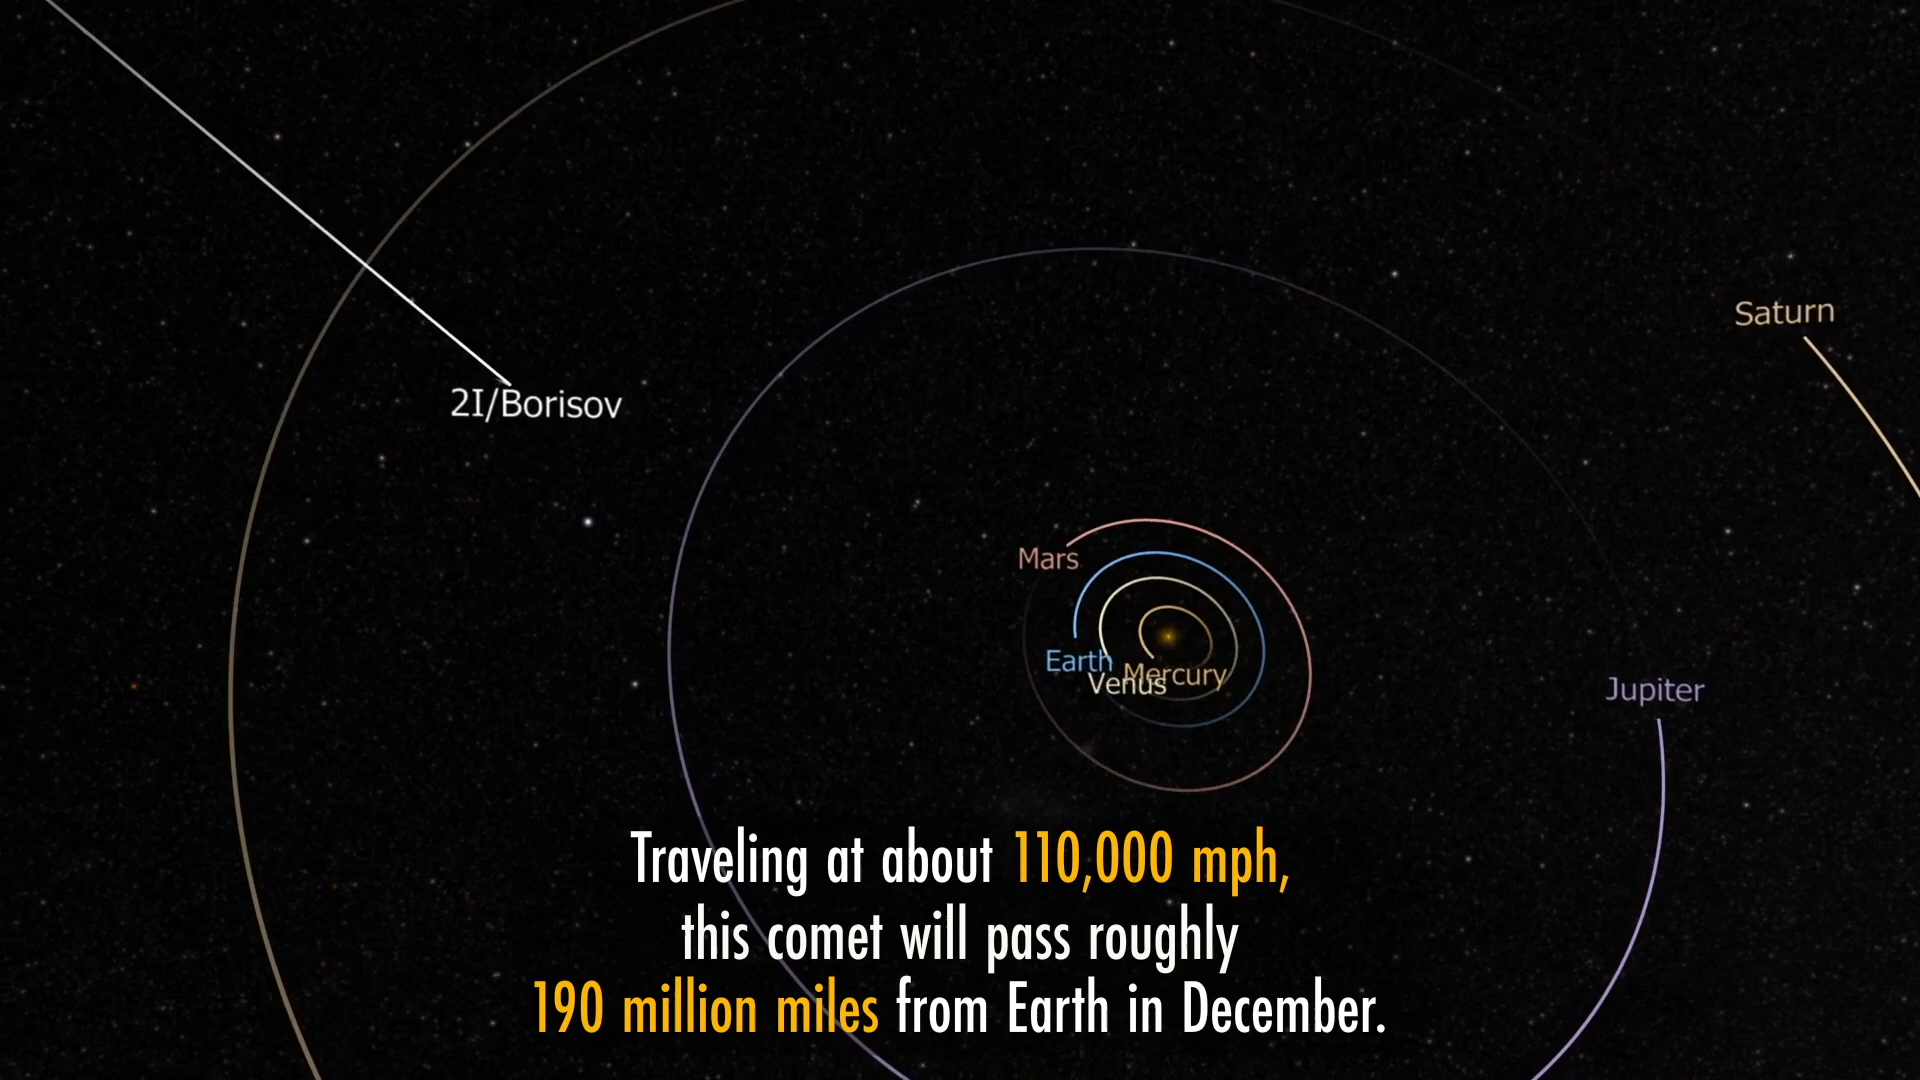 Saturn
2I/Borisov
Mars
Earth
Mercury
Venus
Jupiter
Traveling at about 110,000 mph,
this comet will pass roughly
190 million miles from Earth in December.